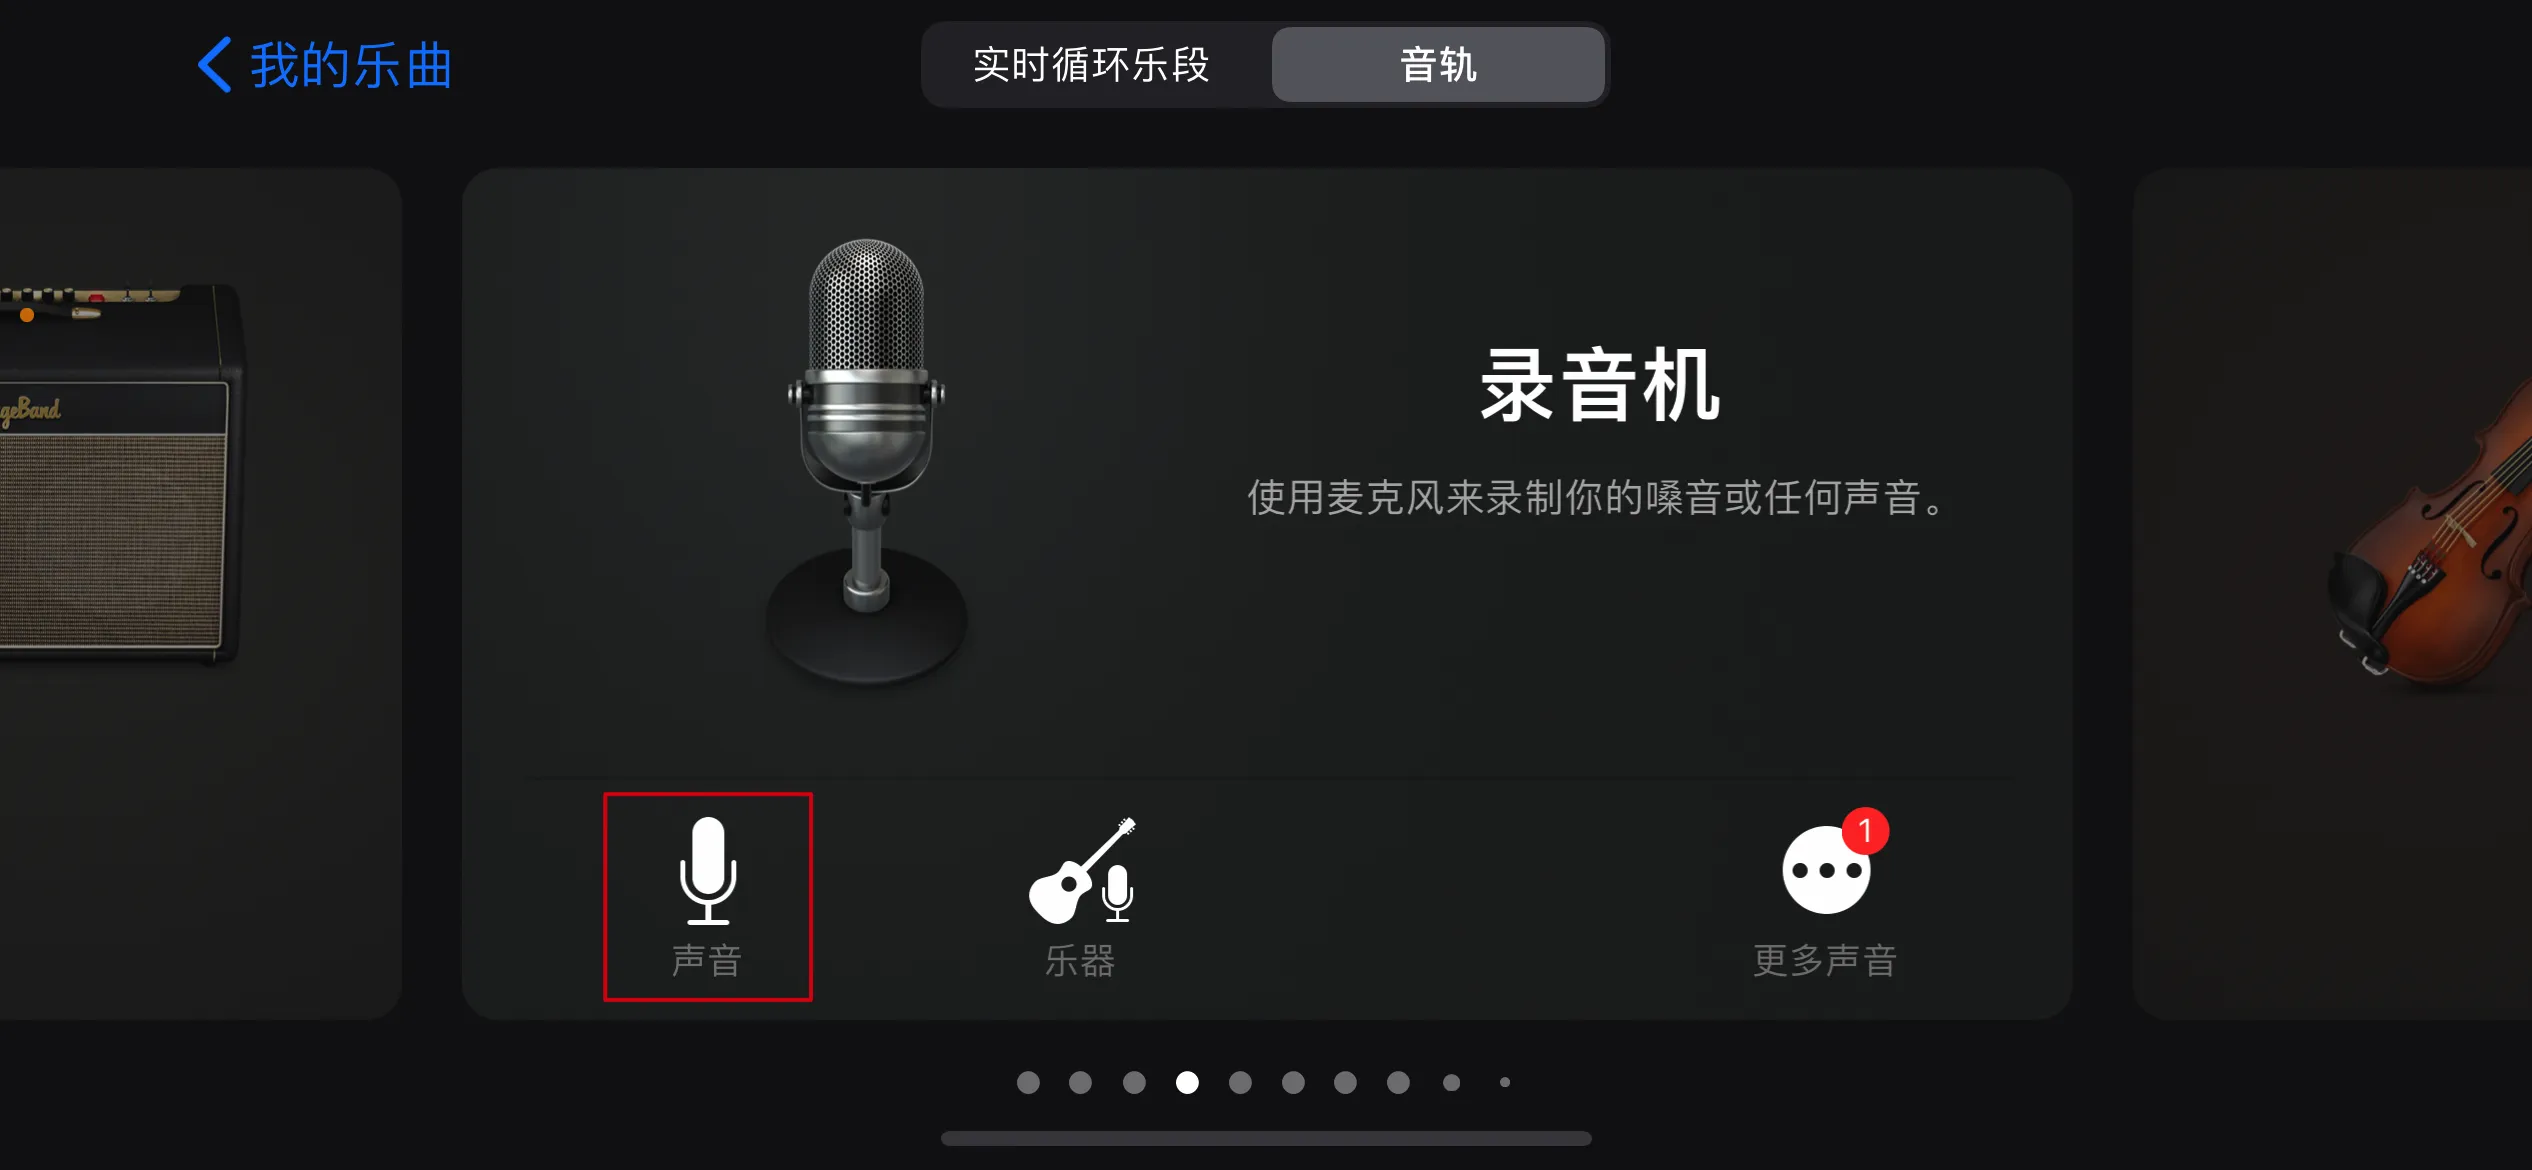 我的乐曲
实时循环乐段
音轨
geBand
录音机
使用麦克风来录制你的嗓音或任何声音。
1
声音
乐器
更多声音